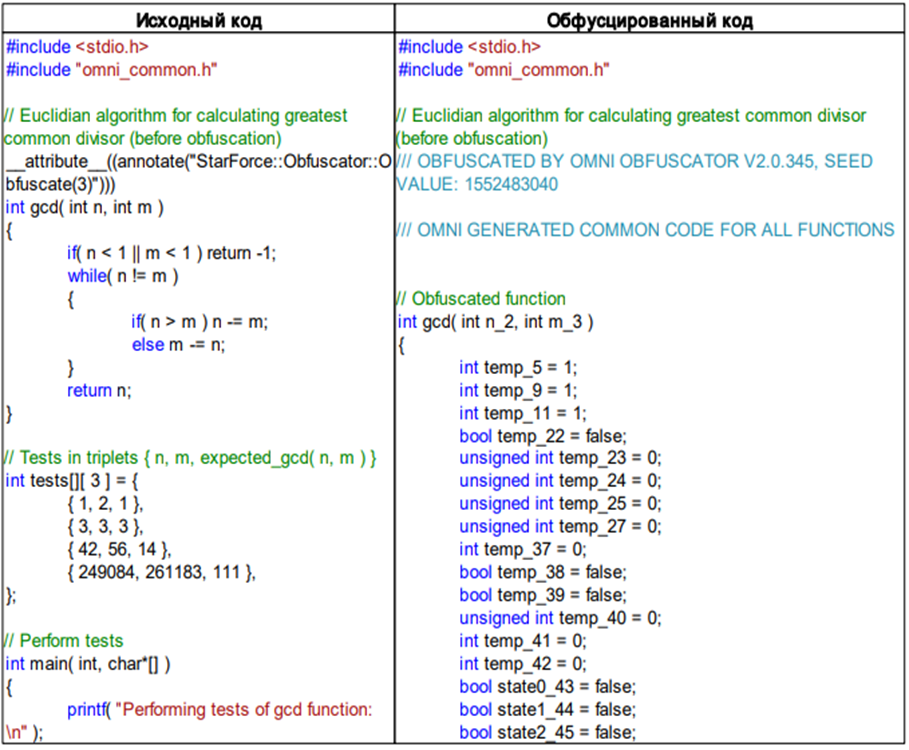 Исходный код
#include <stdio.h>
#include "omni_common.h"
// Euclidian algorithm for calculating greatest
common divisor (before obfuscation)
__attribute__((annotate("StarForce::Obfuscator::O
bfuscate(3)")))
int gcd( int n, int m )
{
if( n < 1 || m < 1 ) return -1;
while( n != m )
{
if( n > m ) n -= m;
else m -= n;
}
return n;
}
// Tests in triplets { n, m, expected_gcd( n, m ) }
int tests[][ 3 ] = {
{ 1, 2, 1 },
{ 3, 3, 3 },
{ 42, 56, 14 },
{ 249084, 261183, 111 },
};
// Perform tests
int main( int, char*[] )
{
printf( "Performing tests of gcd function:
\n" );
Обфусцированный код
#include <stdio.h>
#include "omni_common.h"
// Euclidian algorithm for calculating greatest common divisor
(before obfuscation)
/// OBFUSCATED BY OMNI OBFUSCATOR V2.0.345, SEED
VALUE: 1552483040
/// OMNI GENERATED COMMON CODE FOR ALL FUNCTIONS
// Obfuscated function
int gcd( int n_2, int m_3 )
{
int temp_5 = 1;
int temp_9 = 1;
int temp_11 = 1;
bool temp_22 = false;
unsigned int temp_23 = 0;
unsigned int temp_24 = 0;
unsigned int temp_25 = 0;
unsigned int temp_27 = 0;
int temp_37 = 0;
bool temp_38 = false;
bool temp_39 = false;
unsigned int temp_40 = 0;
int temp_41 = 0;
int temp_42 = 0;
bool state0_43 = false;
bool state1_44 = false;
bool state2_45 = false;